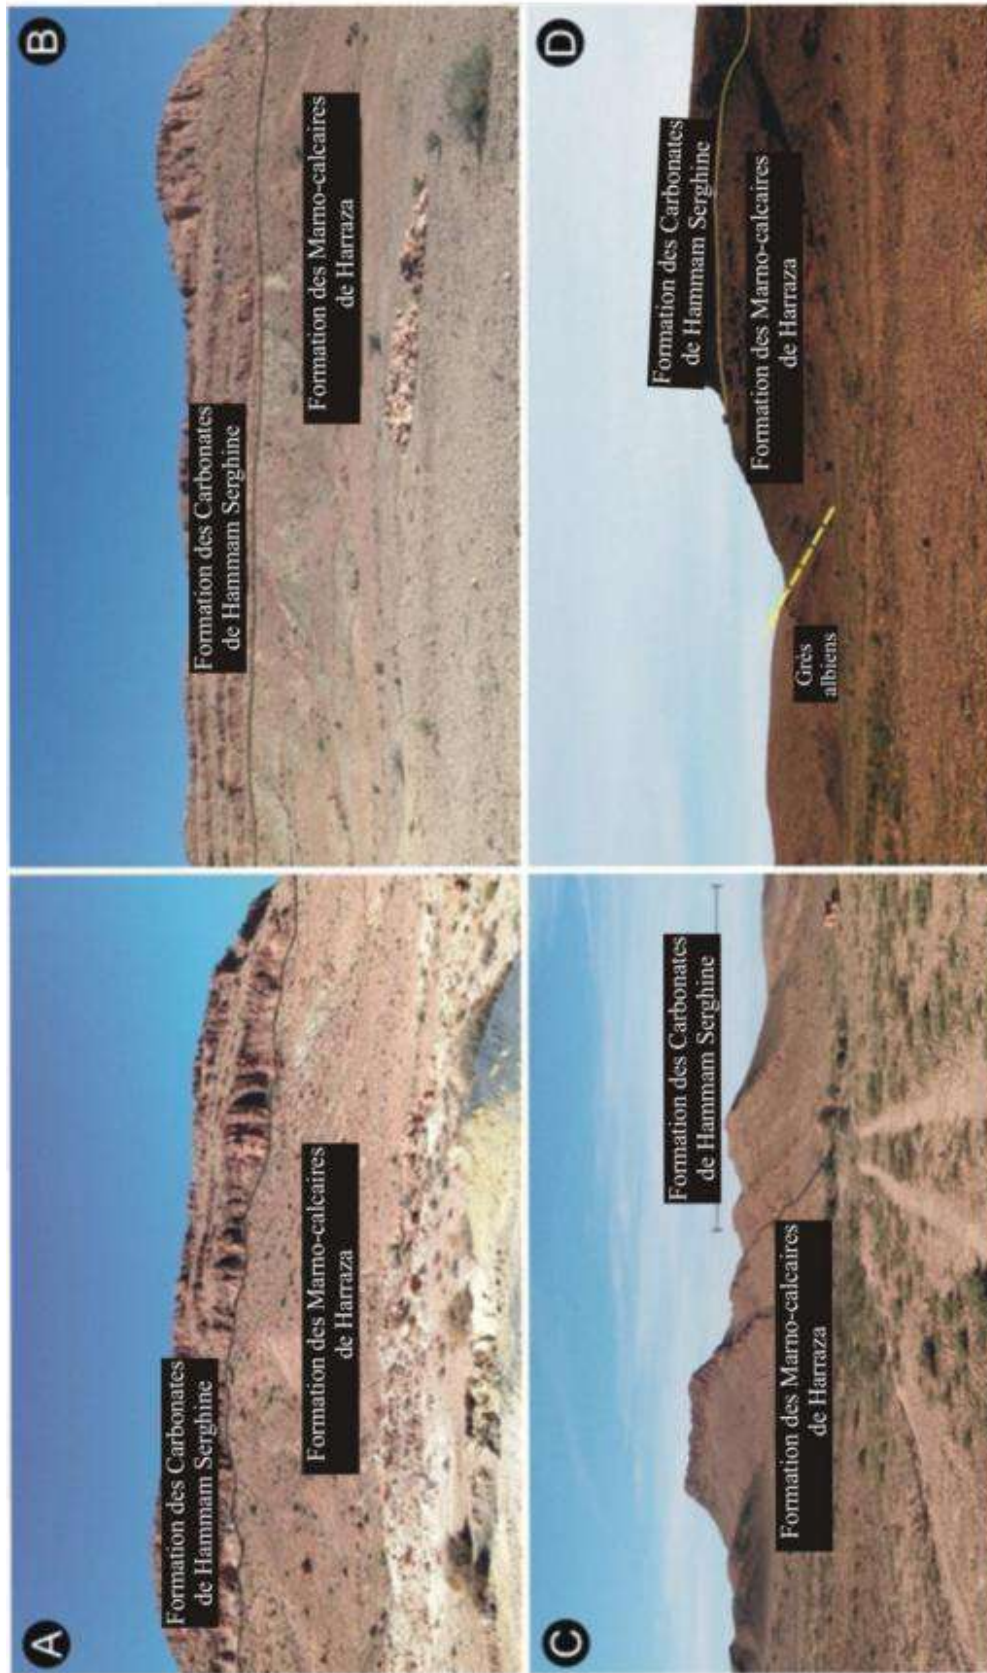 A
Formation des Carbonates
de Hammam Serghine
Formation des Marno-calcaires
de Harraza
B
Formation des Carbonates
de Hammam Serghine
Formation des Marno-calcaires
de Harraza
C
Formation des Carbonates
de Hammam Serghine
Formation des Marno-calcaires
de Harraza
D
Formation des Carbonates
de Hammam Serghine
Formation des Marno-calcaires
de Harraza
Grès
albiens